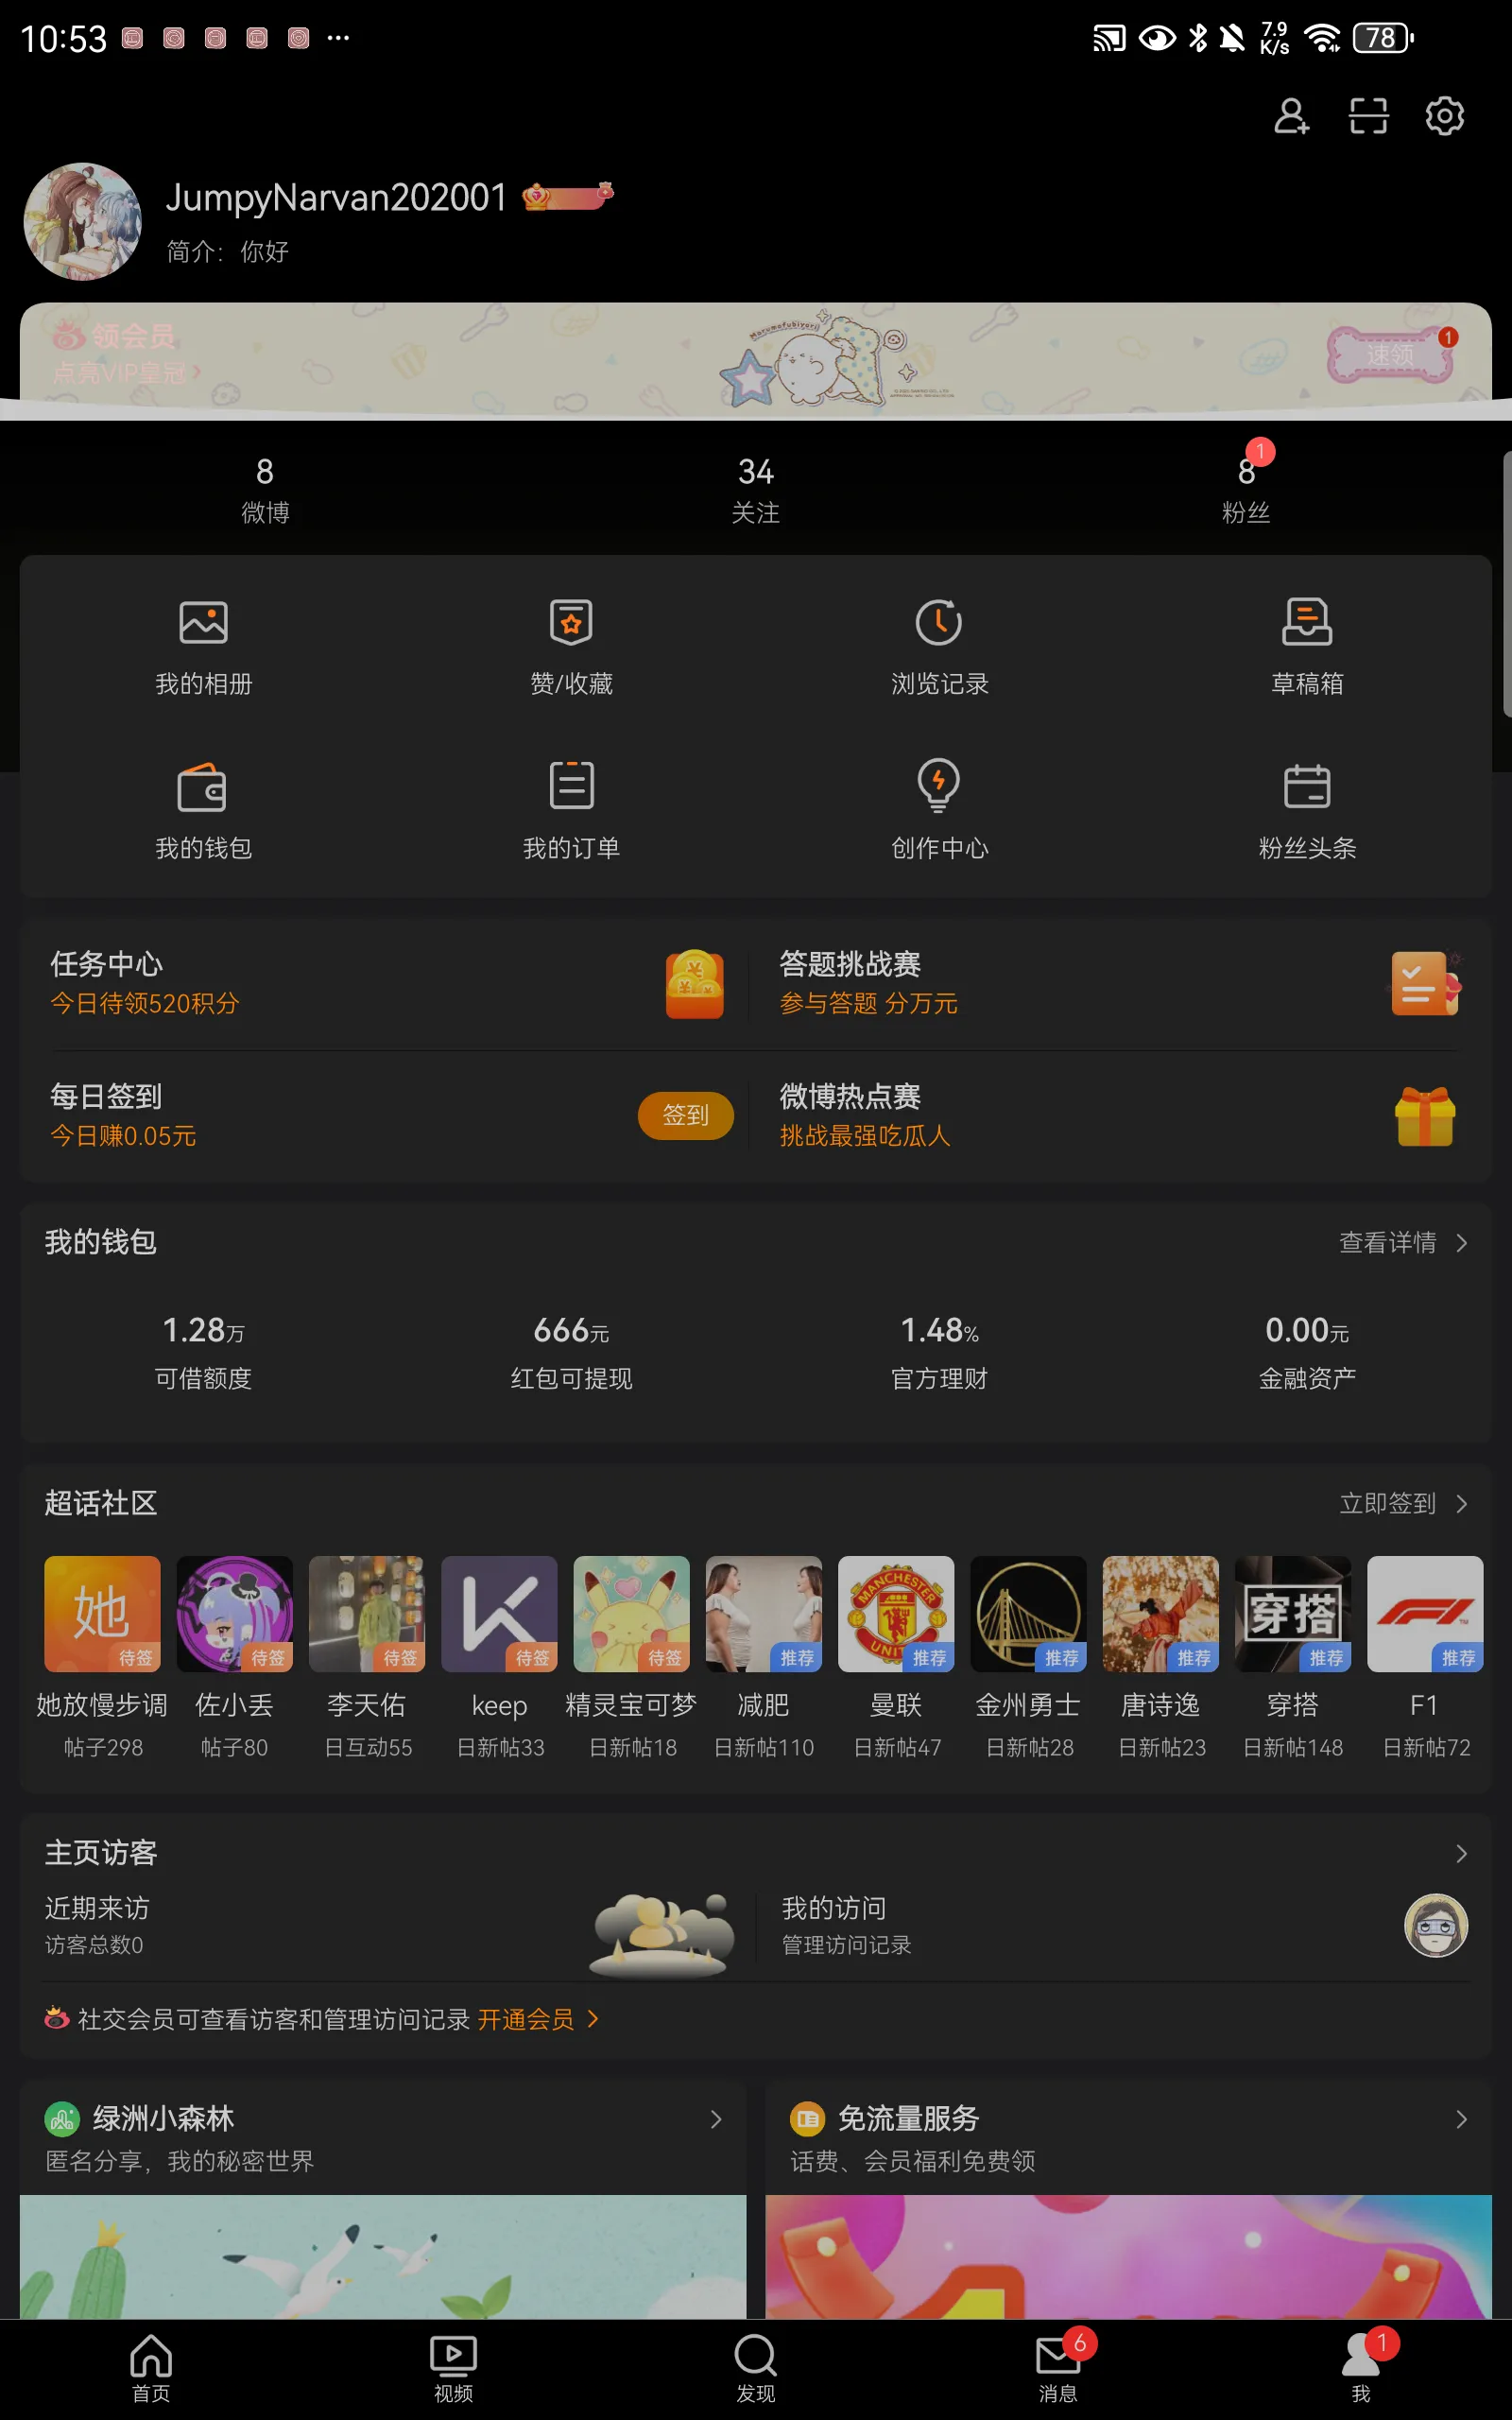 10:53
7.9
K/s
78
JumpyNarvan202001
简介：你好
领会员
点亮VIP皇冠
Marumofubiyori
速领
1
8
34
8
1
微博
关注
粉丝
我的相册
赞/收藏
浏览记录
草稿箱
我的钱包
我的订单
创作中心
粉丝头条
任务中心
今日待领520积分
答题挑战赛
参与答题 分万元
每日签到
今日赚0.05元
签到
微博热点赛
挑战最强吃瓜人
我的钱包
查看详情
1.28万
666元
1.48%
0.00元
可借额度
红包可提现
官方理财
金融资产
超话社区
立即签到
她
待签
待签
待签
待签
待签
推荐
MANCHESTER
UNITED
推荐
推荐
推荐
穿搭
推荐
F1
推荐
她放慢步调
佐小丢
李天佑
keep
精灵宝可梦
减肥
曼联
金州勇士
唐诗逸
穿搭
F1
帖子298
帖子80
日互动55
日新帖33
日新帖18
日新帖110
日新帖47
日新帖28
日新帖23
日新帖148
日新帖72
主页访客
近期来访
访客总数0
我的访问
管理访问记录
社交会员可查看访客和管理访问记录 开通会员
绿洲小森林
匿名分享，我的秘密世界
免流量服务
话费、会员福利免费领
6
1
首页
视频
发现
消息
我